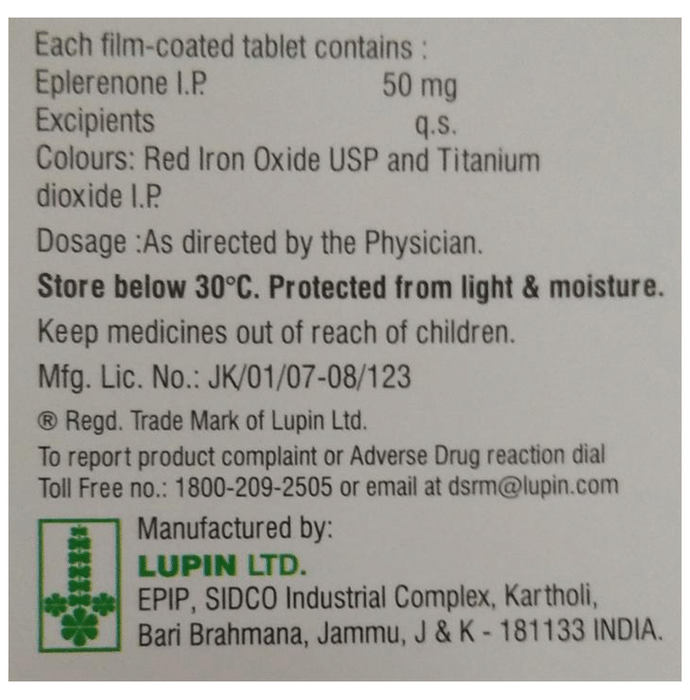 Each film-coated tablet contains :
Eplerenone I.P. 50 mg
Excipients q.s.
Colours: Red Iron Oxide USP and Titanium
dioxide I.P.
Dosage :As directed by the Physician.
Store below 30°C. Protected from light & moisture.
Keep medicines out of reach of children.
Mfg. Lic. No.: JK/01/07-08/123
® Regd. Trade Mark of Lupin Ltd.
To report product complaint or Adverse Drug reaction dial
Toll Free no.: 1800-209-2505 or email at dsrm@lupin.com
Manufactured by:
LUPIN LTD.
EPIP, SIDCO Industrial Complex, Kartholi,
Bari Brahmana, Jammu, J & K - 181133 INDIA.